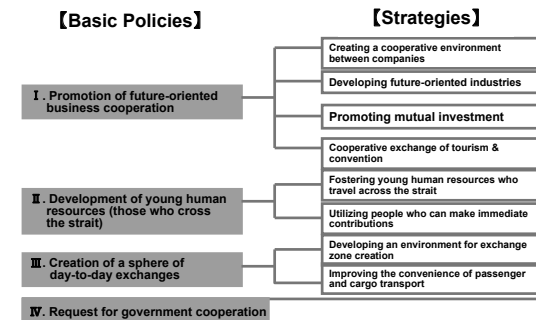 【Basic Policies】
【Strategies】
Ⅰ. Promotion of future-oriented
business cooperation
Creating a cooperative environment
between companies
Developing future-oriented industries
Promoting mutual investment
Cooperative exchange of tourism &
convention
Ⅱ. Development of young human
resources (those who cross
the strait)
Fostering young human resources who
travel across the strait
Utilizing people who can make immediate
contributions
Ⅲ. Creation of a sphere of
day-to-day exchanges
Developing an environment for exchange
zone creation
Improving the convenience of passenger
and cargo transport
Ⅳ. Request for government cooperation